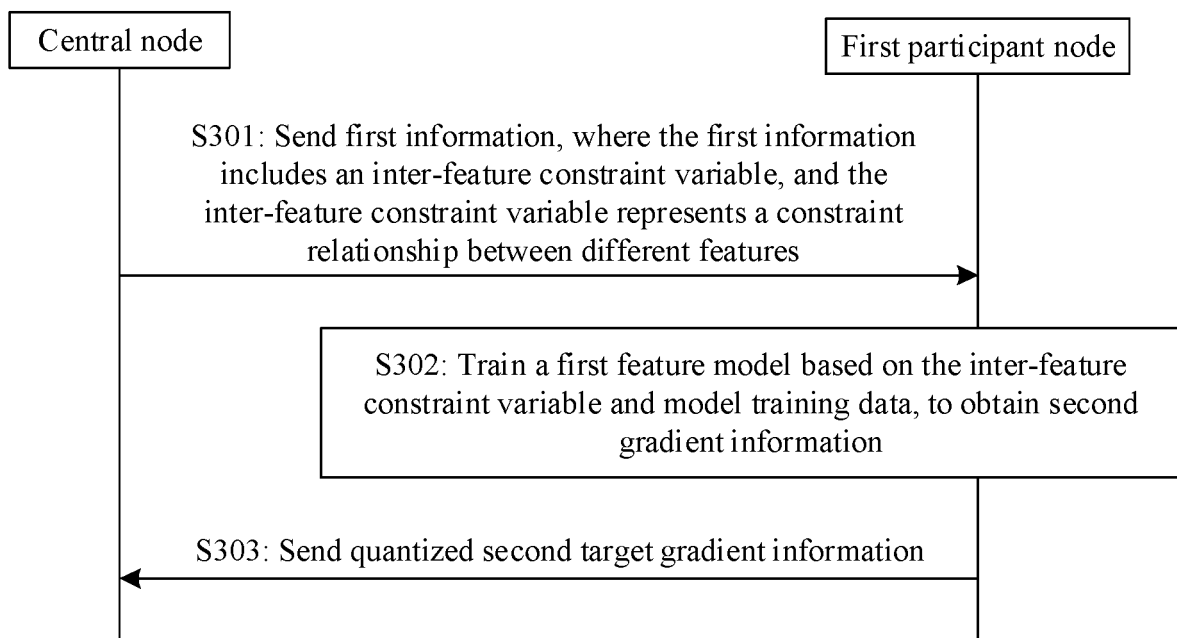 Central node
First participant node
S301: Send first information, where the first information
includes an inter-feature constraint variable, and the
inter-feature constraint variable represents a constraint
relationship between different features
S302: Train a first feature model based on the inter-feature
constraint variable and model training data, to obtain second
gradient information
S303: Send quantized second target gradient information